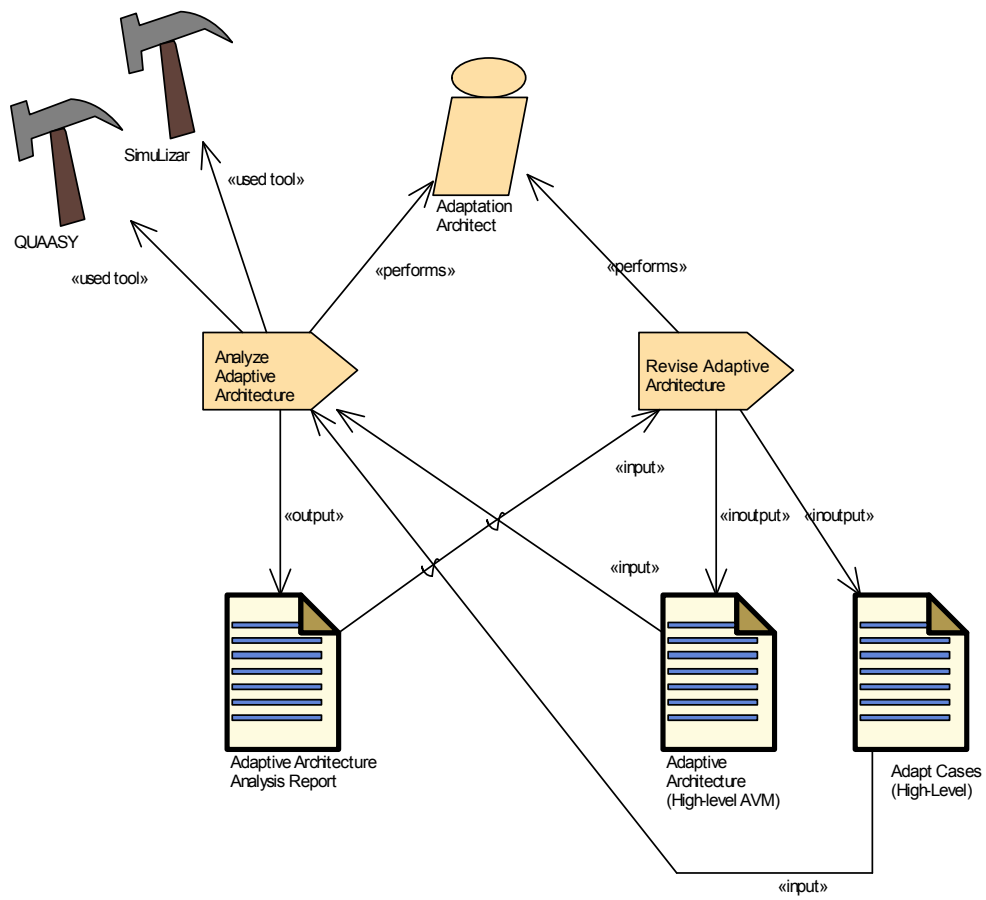 SimuLizar
«used tool»
QUAASY
«used tool»
Adaptation
Architect
«performs»
«performs»
Analyze
Adaptive
Architecture
Revise Adaptive
Architecture
«input»
«output»
«inoutput»
«inoutput»
«input»
Adaptive Architecture
Analysis Report
Adaptive
Architecture
(High-level AVM)
Adapt Cases
(High-Level)
«input»